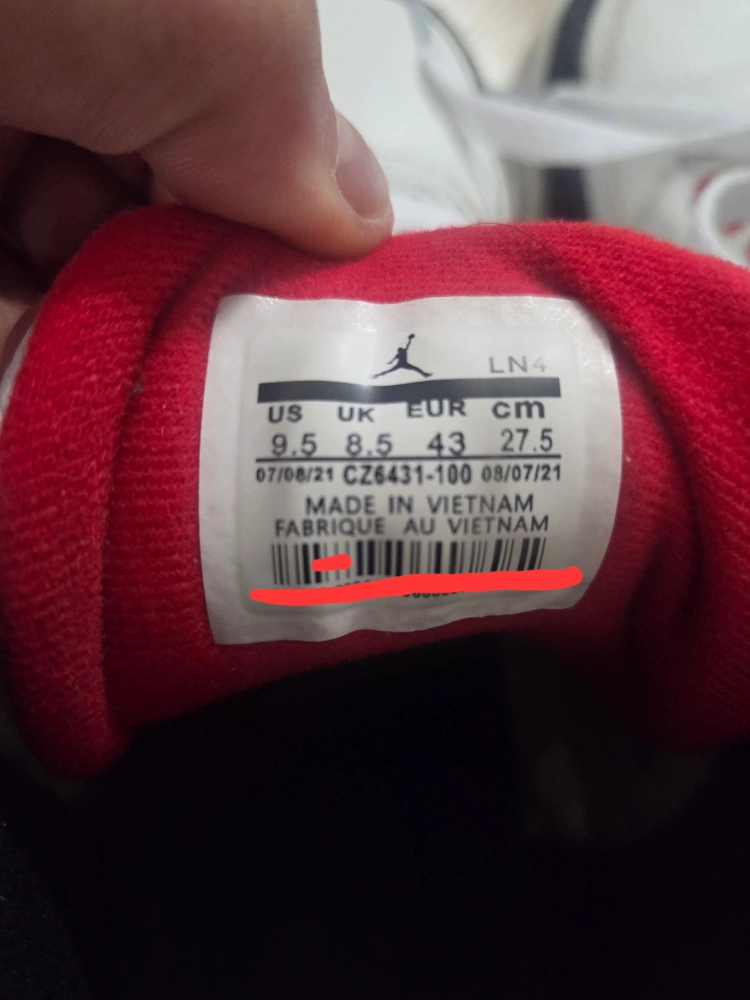 LN4
US UK EUR cm
9.5 8.5 43 27.5
07/08/21 CZ6431-100 08/07/21
MADE IN VIETNAM
FABRIQUE AU VIETNAM